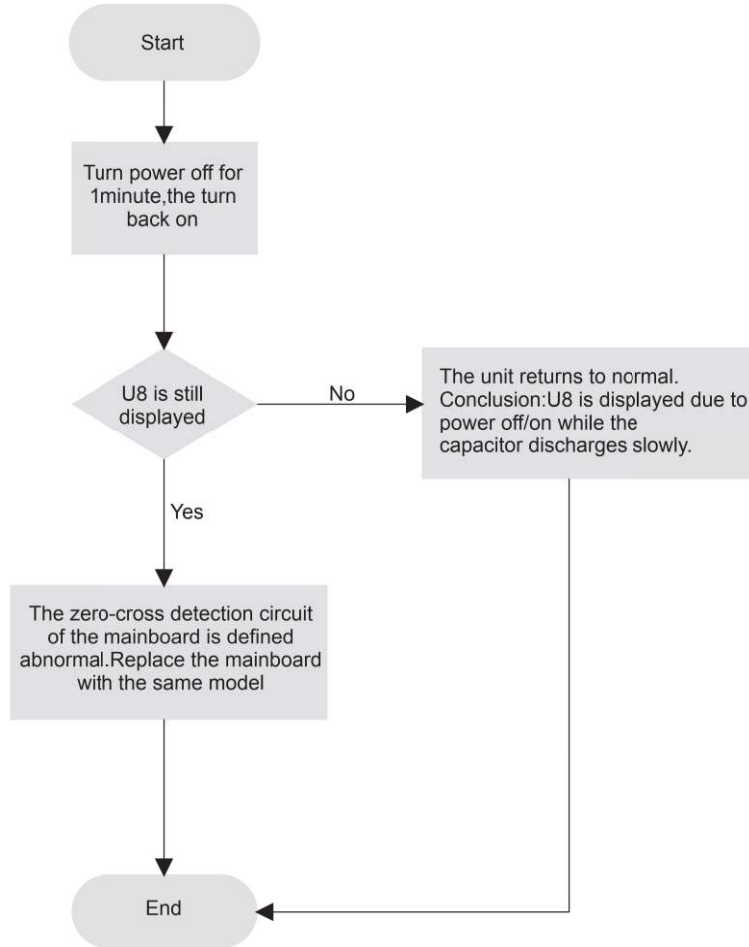 Start
Turn power off for
1minute,the turn
back on
U8 is still
displayed
No
The unit returns to normal.
Conclusion:U8 is displayed due to
power off/on while the
capacitor discharges slowly.
Yes
The zero-cross detection circuit
of the mainboard is defined
abnormal.Replace the mainboard
with the same model
End